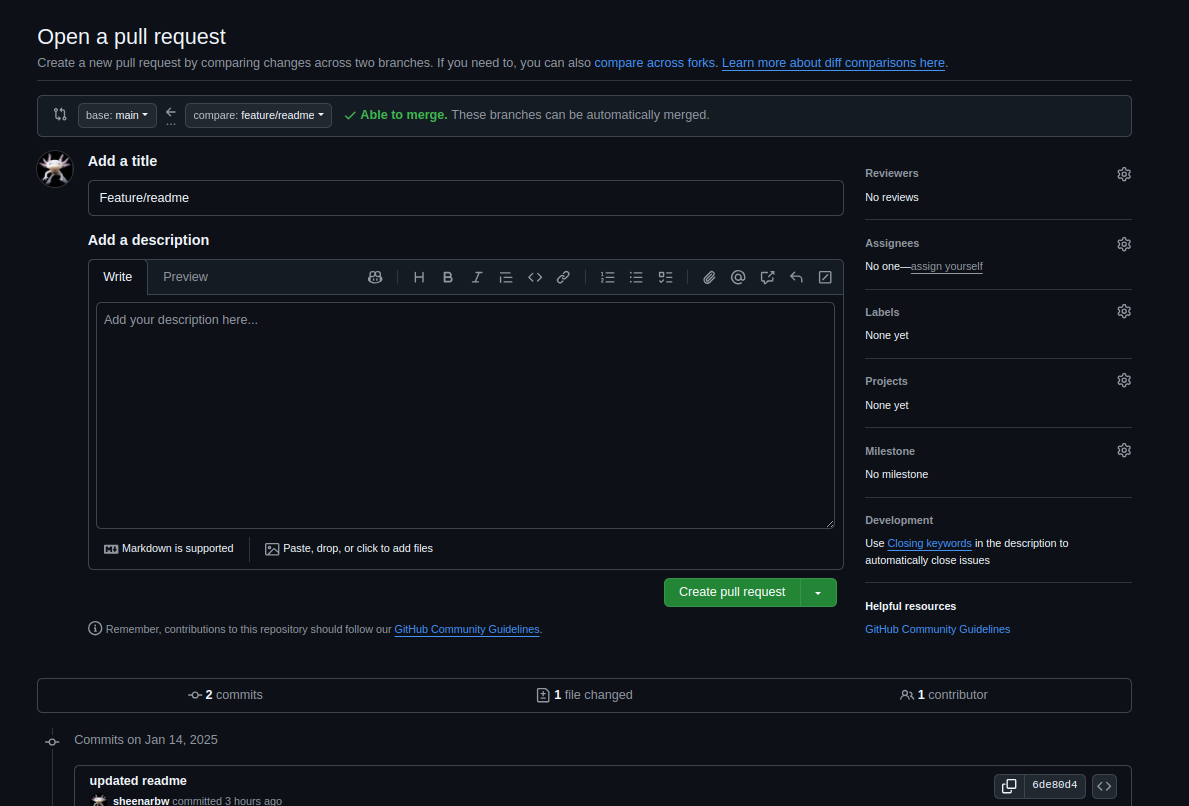 Open a pull request
Create a new pull request by comparing changes across two branches. If you need to, you can also compare across forks. Learn more about diff comparisons here.
base: main
...
compare: feature/readme
Able to merge. These branches can be automatically merged.
Add a title
Feature/readme
Add a description
Write
Preview
Add your description here...
Markdown is supported
Paste, drop, or click to add files
Create pull request
Remember, contributions to this repository should follow our GitHub Community Guidelines.
Reviewers
No reviews
Assignees
No one—assign yourself
Labels
None yet
Projects
None yet
Milestone
No milestone
Development
Use Closing keywords in the description to
automatically close issues
Helpful resources
GitHub Community Guidelines
2 commits
1 file changed
1 contributor
Commits on Jan 14, 2025
updated readme
6de80d4
sheenarbw committed 3 hours ago